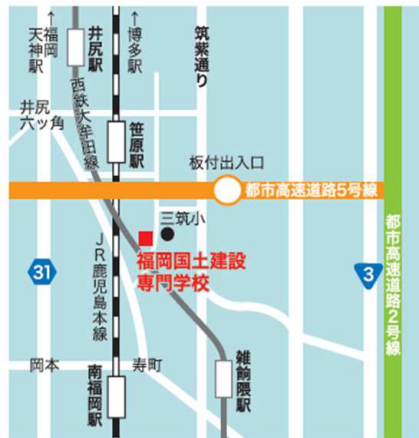 ↑福岡
天神駅
井尻駅
↑博多駅
筑紫通り
西鉄大牟田線
井尻
六ッ角
笹原駅
板付出入口
都市高速道路5号線
三筑小
福岡国土建設
専門学校
JR鹿児島本線
31
3
都市高速道路2号線
岡本
寿町
南福岡駅
雑餉隈駅